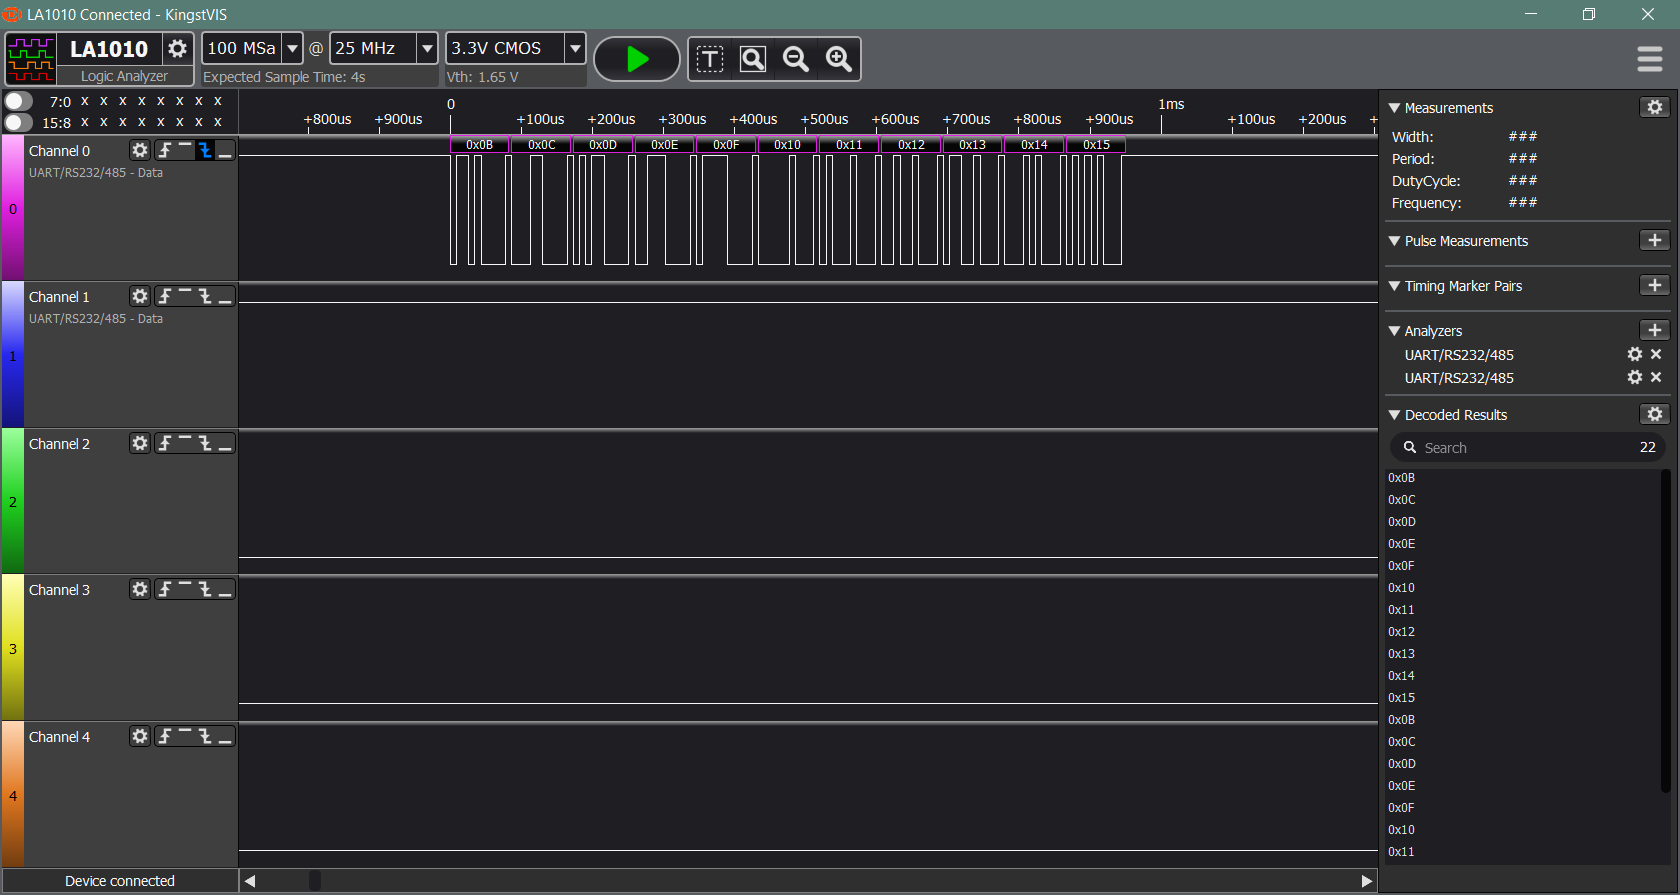 LA1010 Connected - KingstVIS
LA1010
Logic Analyzer
100 MSa @ 25 MHz
Expected Sample Time: 4s
3.3V CMOS
Vth: 1.65 V
T
7:0 X X X X X X X X
15:8 X X X X X X X X
0 1ms
+800us +900us +100us +200us +300us +400us +500us +600us +700us +800us +900us +100us +200us +
0x0B 0x0C 0x0D 0x0E 0x0F 0x10 0x11 0x12 0x13 0x14 0x15
Channel 0
UART/RS232/485 - Data
0
Channel 1
UART/RS232/485 - Data
1
Channel 2
2
Channel 3
3
Channel 4
4
Device connected
Measurements
Width: ###
Period: ###
DutyCycle: ###
Frequency: ###
Pulse Measurements
Timing Marker Pairs
Analyzers
UART/RS232/485
UART/RS232/485
Decoded Results
Search 22
0x0B
0x0C
0x0D
0x0E
0x0F
0x10
0x11
0x12
0x13
0x14
0x15
0x0B
0x0C
0x0D
0x0E
0x0F
0x10
0x11